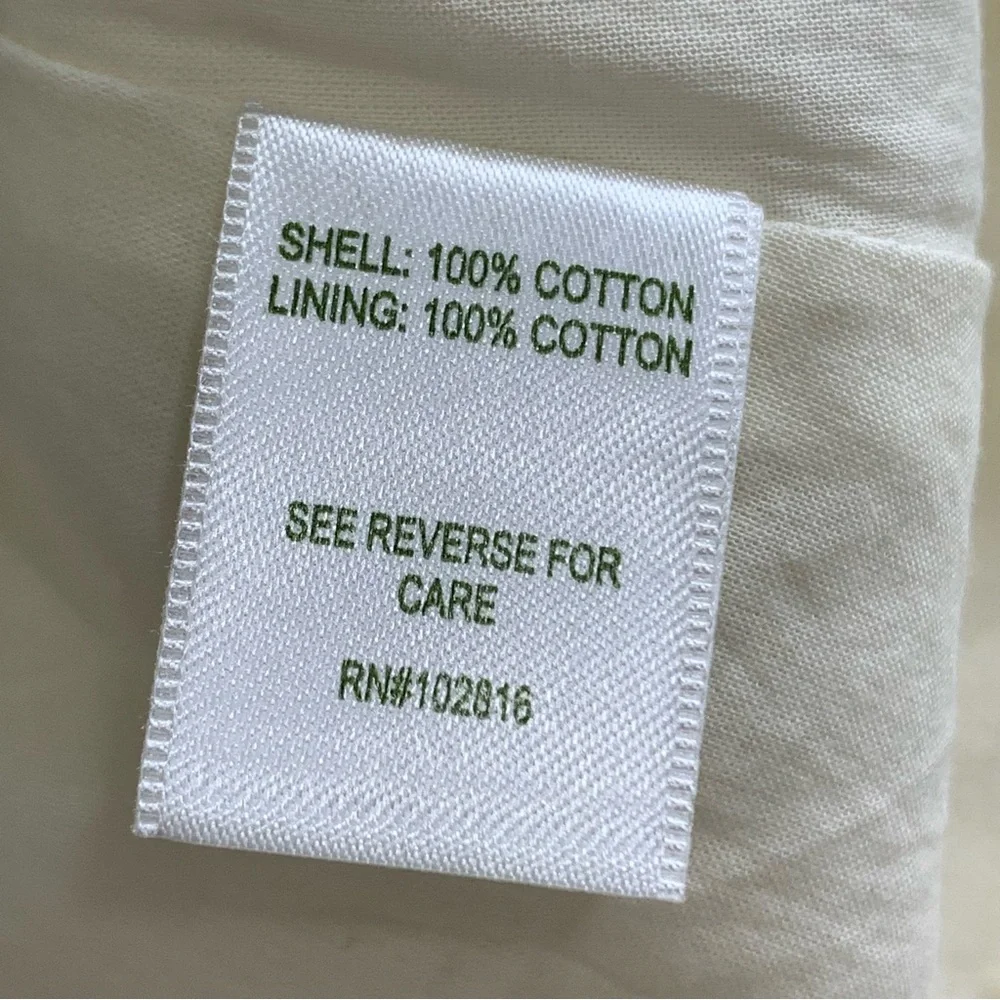 SHELL: 100% COTTON
LINING: 100% COTTON
SEE REVERSE FOR
CARE
RN#102816